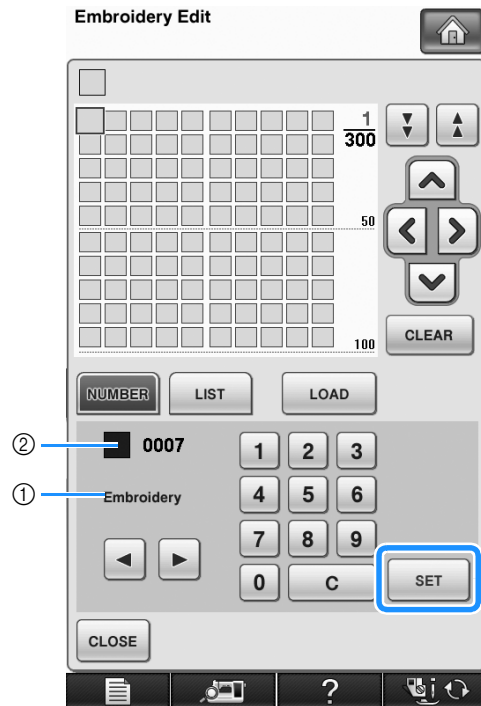 Embroidery Edit
1
300
50
100
CLEAR
NUMBER
LIST
LOAD
② 0007
1 2 3
① Embroidery
4 5 6
7 8 9
0 C
SET
CLOSE
?